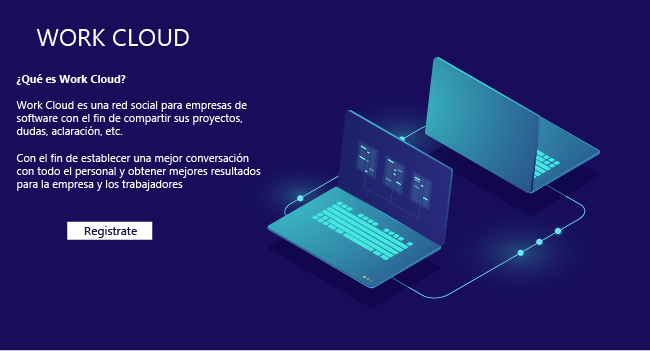 WORK CLOUD
¿Qué es Work Cloud?
Work Cloud es una red social para empresas de
software con el fin de compartir sus proyectos,
dudas, aclaración, etc.
Con el fin de establecer una mejor conversación
con todo el personal y obtener mejores resultados
para la empresa y los trabajadores
Registrate